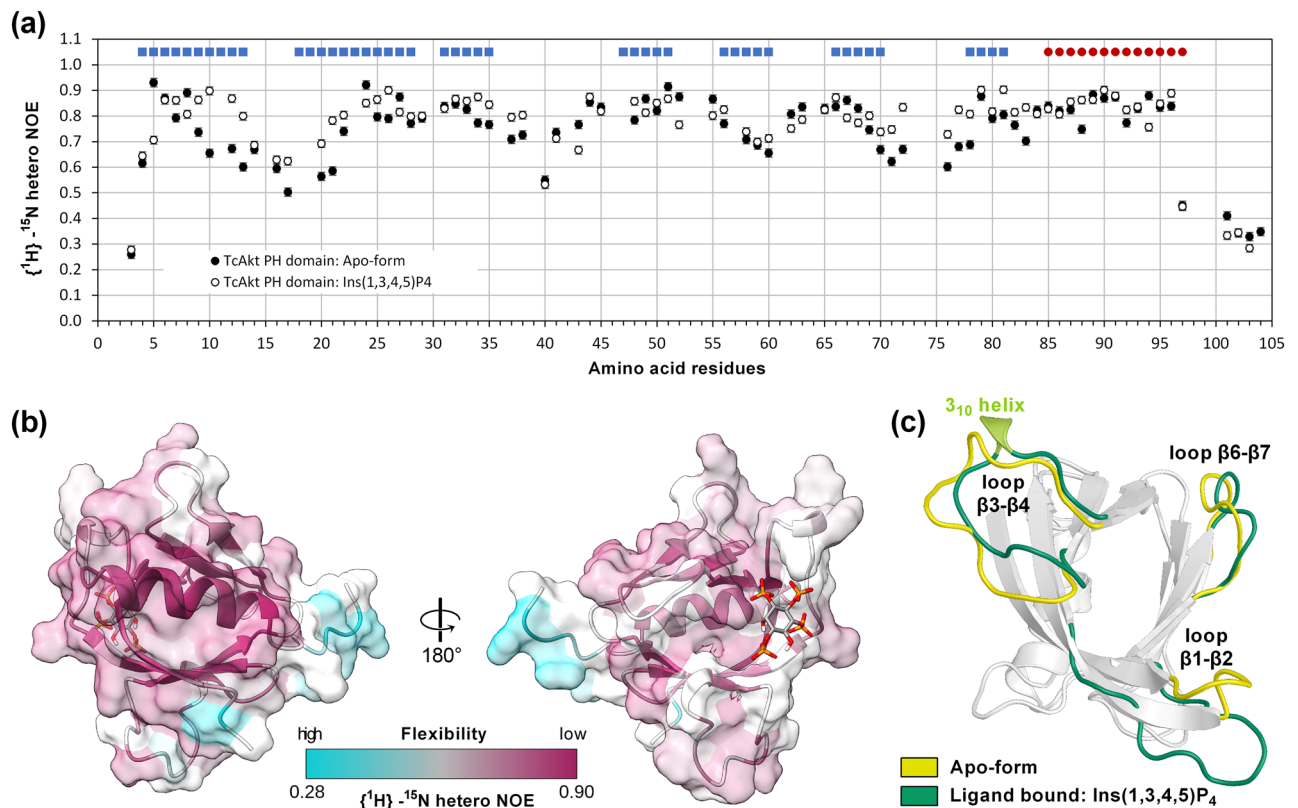 (a)
{¹H} -¹⁵N hetero NOE
1.1
1.0
0.9
0.8
0.7
0.6
0.5
0.4
0.3
0.2
0.1
0.0
TcAkt PH domain: Apo-form
TcAkt PH domain: Ins(1,3,4,5)P4
0 5 10 15 20 25 30 35 40 45 50 55 60 65 70 75 80 85 90 95 100 105
Amino acid residues
(b)
180°
high Flexibility low
0.28 0.90
{¹H} -¹⁵N hetero NOE
(c)
3₁₀ helix
loop
β3-β4
loop β6-β7
loop
β1-β2
Apo-form
Ligand bound: Ins(1,3,4,5)P₄